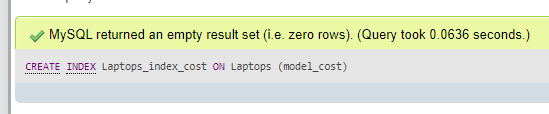 MySQL returned an empty result set (i.e. zero rows). (Query took 0.0636 seconds.)
CREATE INDEX Laptops_index_cost ON Laptops (model_cost)